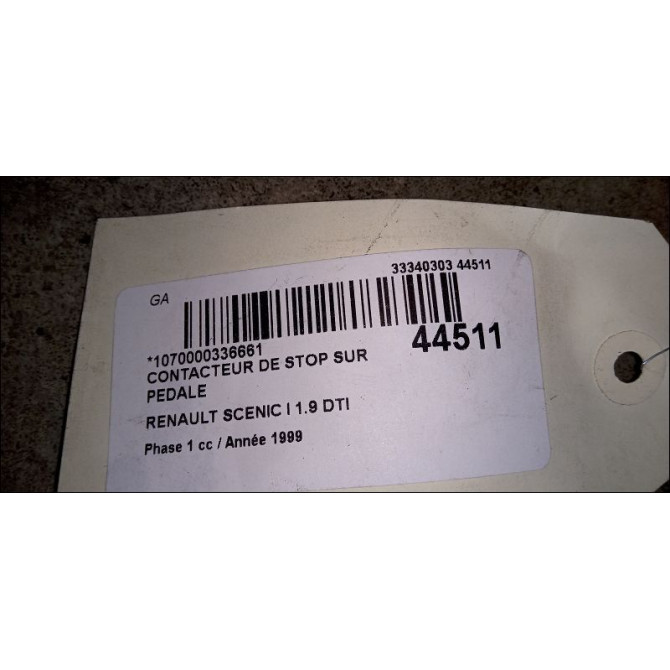 GA
33340303 44511
*1070000336661
44511
CONTACTEUR DE STOP SUR
PEDALE
RENAULT SCENIC I 1.9 DTI
Phase 1 cc / Année 1999